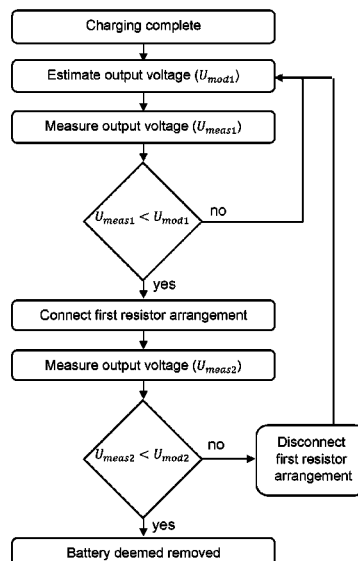 Charging complete
Estimate output voltage (U_mod1)
Measure output voltage (U_meas1)
U_meas1 < U_mod1
no
yes
Connect first resistor arrangement
Measure output voltage (U_meas2)
U_meas2 < U_mod2
no
Disconnect
first resistor
arrangement
yes
Battery deemed removed